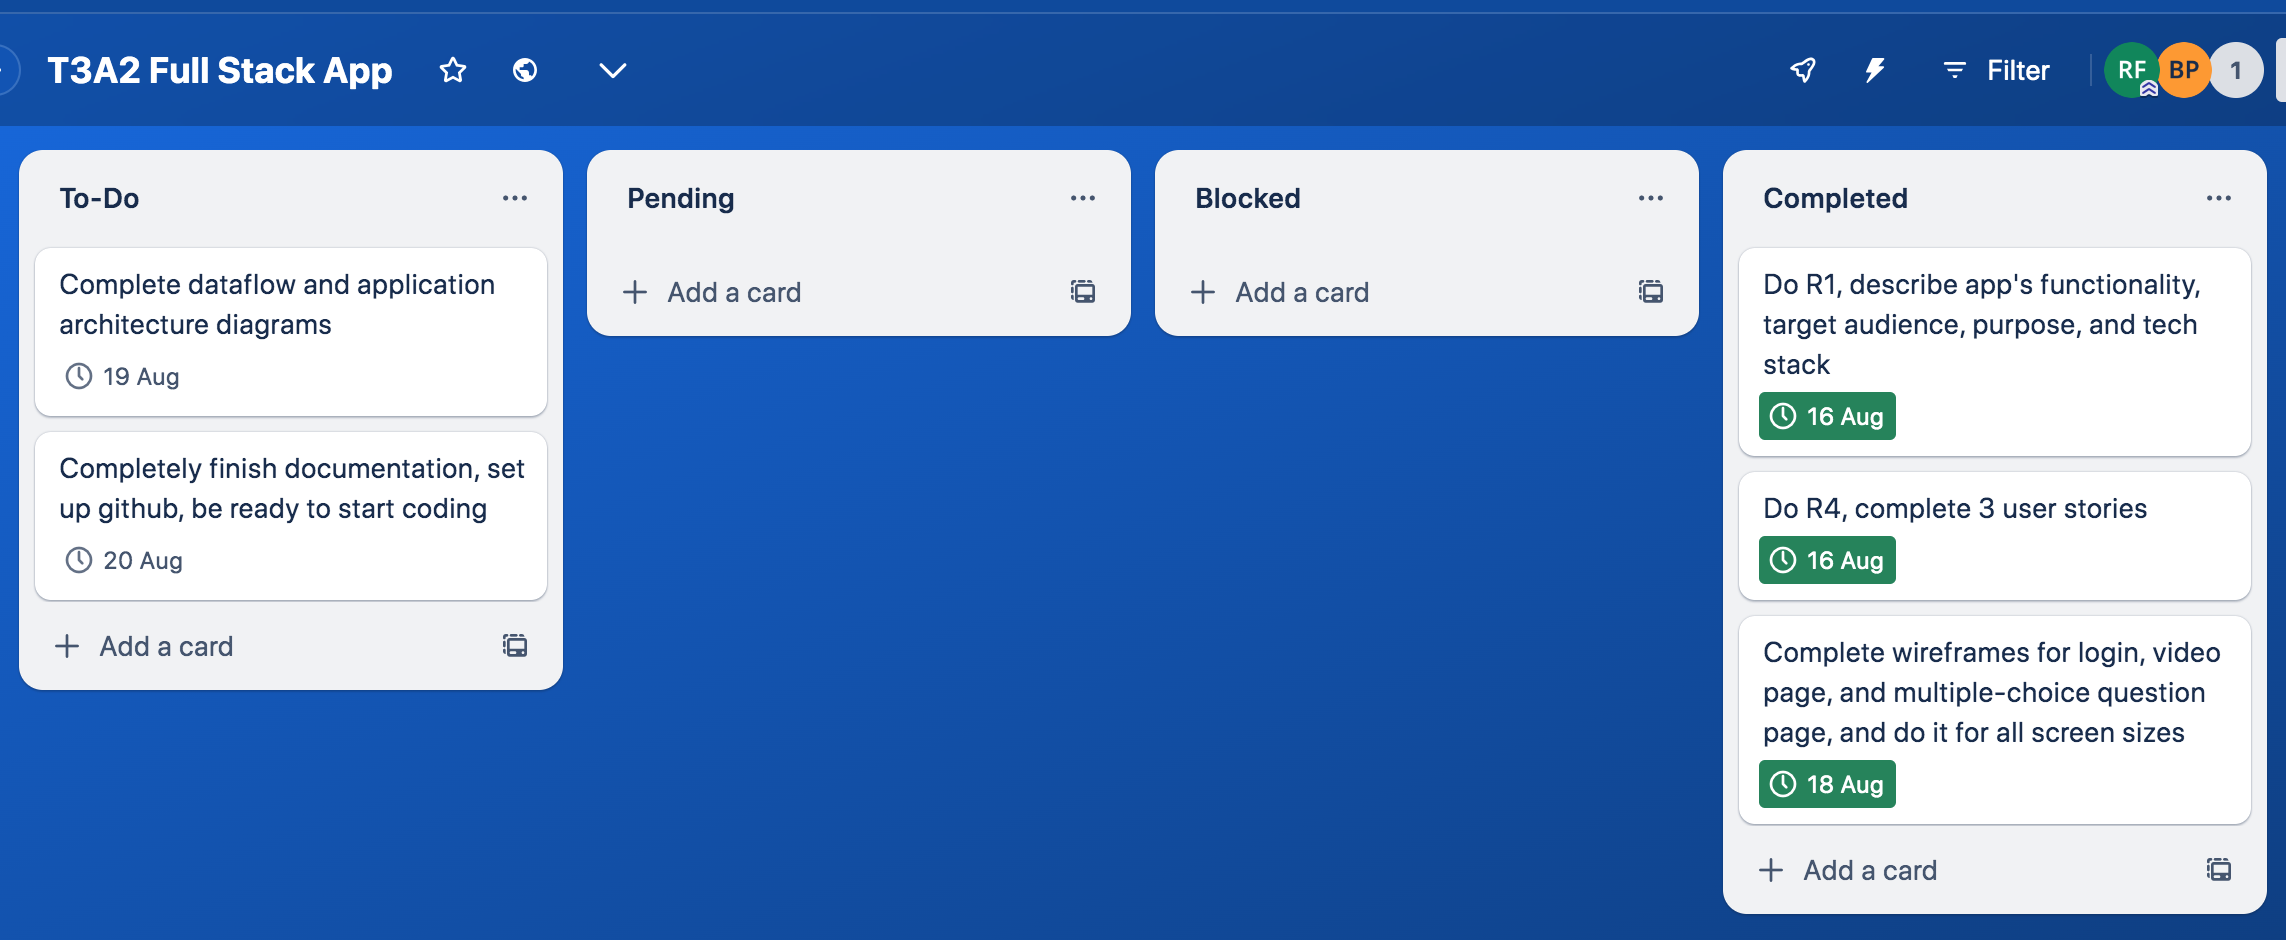 T3A2 Full Stack App
Filter
RF
BP
1
To-Do
Complete dataflow and application
architecture diagrams
19 Aug
Completely finish documentation, set
up github, be ready to start coding
20 Aug
Add a card
Pending
Add a card
Blocked
Add a card
Completed
Do R1, describe app's functionality,
target audience, purpose, and tech
stack
16 Aug
Do R4, complete 3 user stories
16 Aug
Complete wireframes for login, video
page, and multiple-choice question
page, and do it for all screen sizes
18 Aug
Add a card